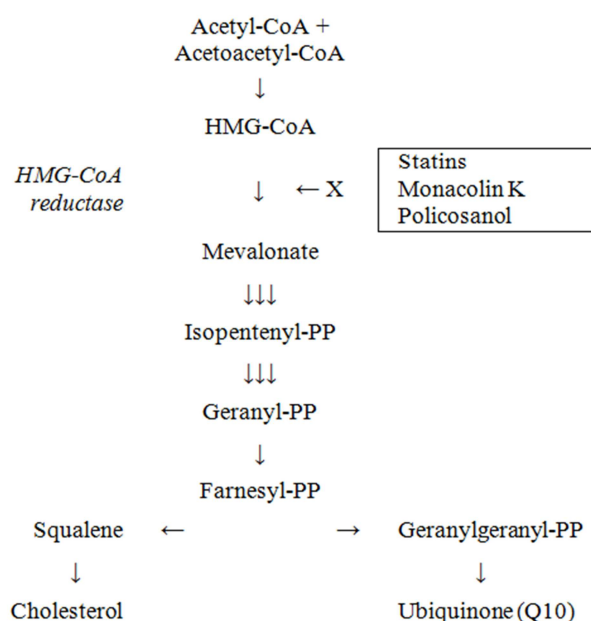 Acetyl-CoA +
Acetoacetyl-CoA
↓
HMG-CoA
HMG-CoA
reductase
↓ ← X
Statins
Monacolin K
Policosanol
Mevalonate
↓↓↓
Isopentenyl-PP
↓↓↓
Geranyl-PP
↓
Farnesyl-PP
Squalene ← → Geranylgeranyl-PP
↓ ↓
Cholesterol Ubiquinone (Q10)